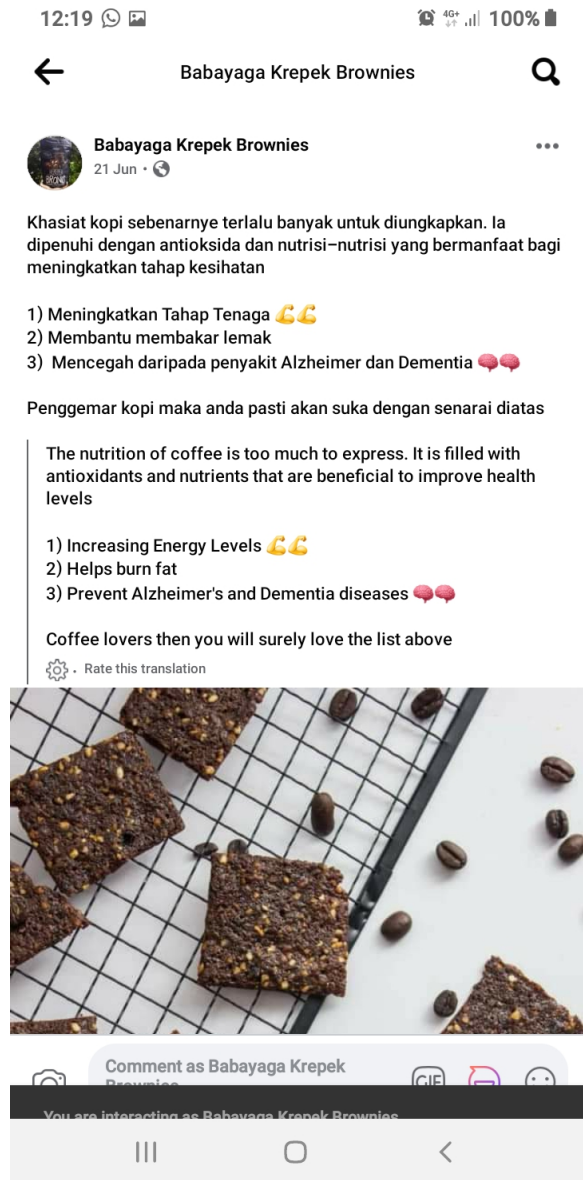 12:19
4G+
100%
Babayaga Krepek Brownies
Babayaga Krepek Brownies
21 Jun •
Khasiat kopi sebenarnye terlalu banyak untuk diungkapkan. Ia
dipenuhi dengan antioksida dan nutrisi–nutrisi yang bermanfaat bagi
meningkatkan tahap kesihatan
1) Meningkatkan Tahap Tenaga 💪💪
2) Membantu membakar lemak
3) Mencegah daripada penyakit Alzheimer dan Dementia 🧠🧠
Penggemar kopi maka anda pasti akan suka dengan senarai diatas
The nutrition of coffee is too much to express. It is filled with
antioxidants and nutrients that are beneficial to improve health
levels
1) Increasing Energy Levels 💪💪
2) Helps burn fat
3) Prevent Alzheimer's and Dementia diseases 🧠🧠
Coffee lovers then you will surely love the list above
· Rate this translation
Comment as Babayaga Krepek
Brownies
GIF
You are interacting as Babayaga Krepek Brownies